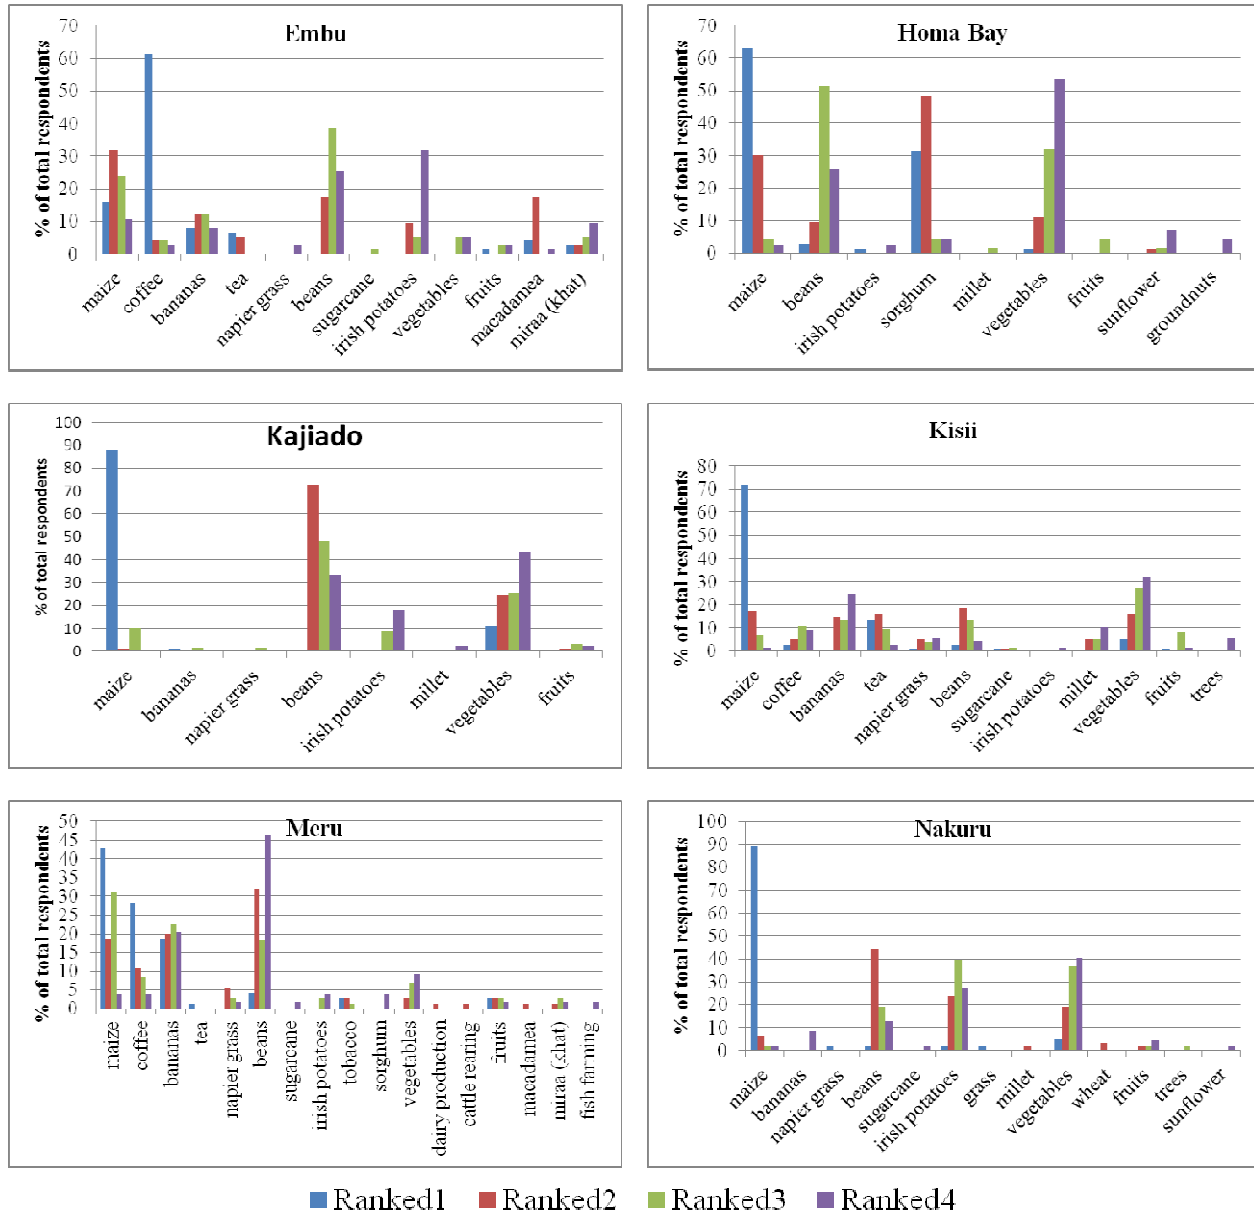 Embu
% of total respondents
70
60
50
40
30
20
10
0
maize
coffee
bananas
tea
napier grass
beans
sugarcane
irish potatoes
vegetables
fruits
macadamea
miraa (khat)
Homa Bay
% of total respondents
70
60
50
40
30
20
10
0
maize
beans
irish potatoes
sorghum
millet
vegetables
fruits
sunflower
groundnuts
Kajiado
% of total respondents
100
90
80
70
60
50
40
30
20
10
0
maize
bananas
napier grass
beans
irish potatoes
millet
vegetables
fruits
Kisii
% of total respondents
80
70
60
50
40
30
20
10
0
maize
coffee
bananas
tea
napier grass
beans
sugarcane
irish potatoes
millet
vegetables
fruits
trees
Meru
% of total respondents
50
45
40
35
30
25
20
15
10
5
0
maize
coffee
bananas
tea
napier grass
beans
sugarcane
irish potatoes
tobacco
sorghum
vegetables
dairy production
cattle rearing
fruits
macadamea
miraa (khat)
fish farming
Nakuru
% of total respondents
100
90
80
70
60
50
40
30
20
10
0
maize
bananas
napier grass
beans
sugarcane
irish potatoes
grass
millet
vegetables
wheat
fruits
trees
sunflower
Ranked1 Ranked2 Ranked3 Ranked4